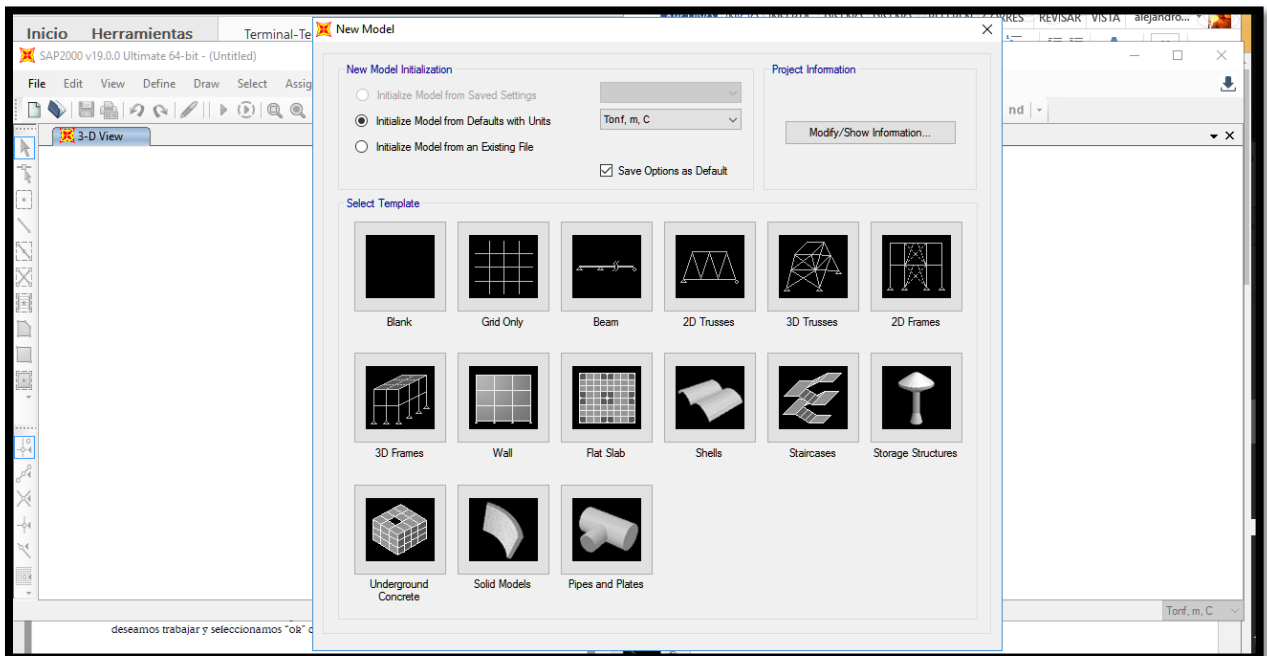 Inicio Herramientas Terminal-Te
REVISAR VISTA alejandro...
SAP2000 v19.0.0 Ultimate 64-bit - (Untitled)
File Edit View Define Draw Select Assig
nd
3-D View
New Model
New Model Initialization
Initialize Model from Saved Settings
Initialize Model from Defaults with Units
Tonf, m, C
Initialize Model from an Existing File
Save Options as Default
Project Information
Modify/Show Information...
Select Template
Blank
Grid Only
Beam
2D Trusses
3D Trusses
2D Frames
3D Frames
Wall
Flat Slab
Shells
Staircases
Storage Structures
Underground
Concrete
Solid Models
Pipes and Plates
Tonf, m, C
deseamos trabajar y seleccionamos "ok"